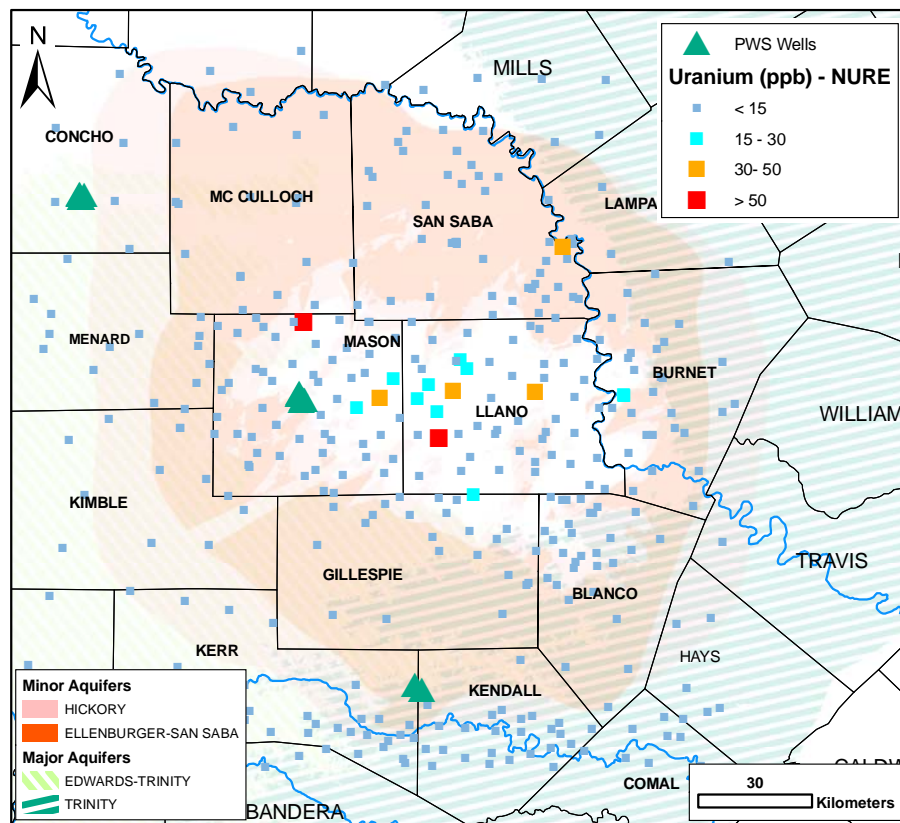 N
MILLS
CONCHO
MC CULLOCH
SAN SABA
LAMPA
PWS Wells
Uranium (ppb) - NURE
< 15
15 - 30
30- 50
> 50
MENARD
MASON
BURNET
LLANO
WILLIAM
KIMBLE
TRAVIS
GILLESPIE
BLANCO
KERR
HAYS
KENDALL
COMAL
BANDERA
Minor Aquifers
HICKORY
ELLENBURGER-SAN SABA
Major Aquifers
EDWARDS-TRINITY
TRINITY
30
Kilometers